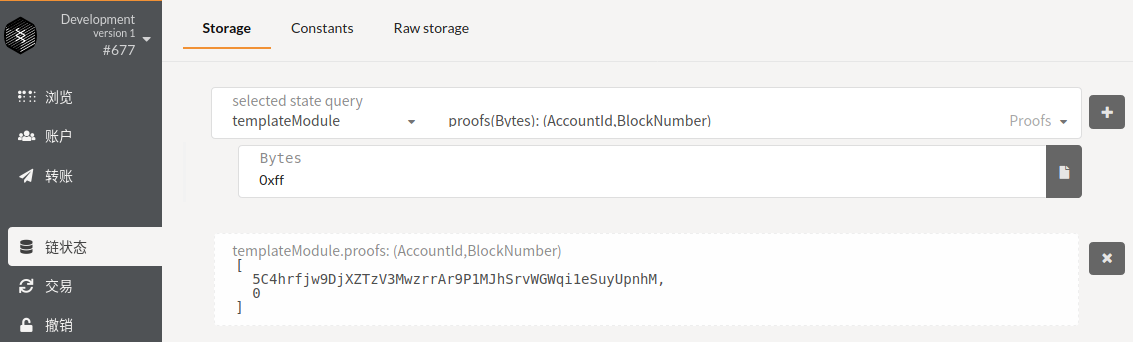 Development
version 1
#677
浏览
账户
转账
链状态
交易
撤销
Storage Constants Raw storage
selected state query
templateModule proofs(Bytes): (AccountId,BlockNumber) Proofs
Bytes
0xff
templateModule.proofs: (AccountId,BlockNumber)
[
5C4hrfjw9DjXZTzV3MwzrrAr9P1MJhSrvWGWqi1eSuyUpnhM,
0
]